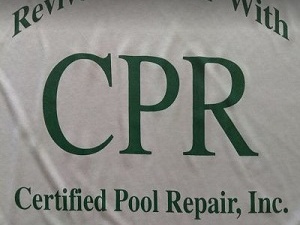 With
CPR
Certified Pool Repair, Inc.